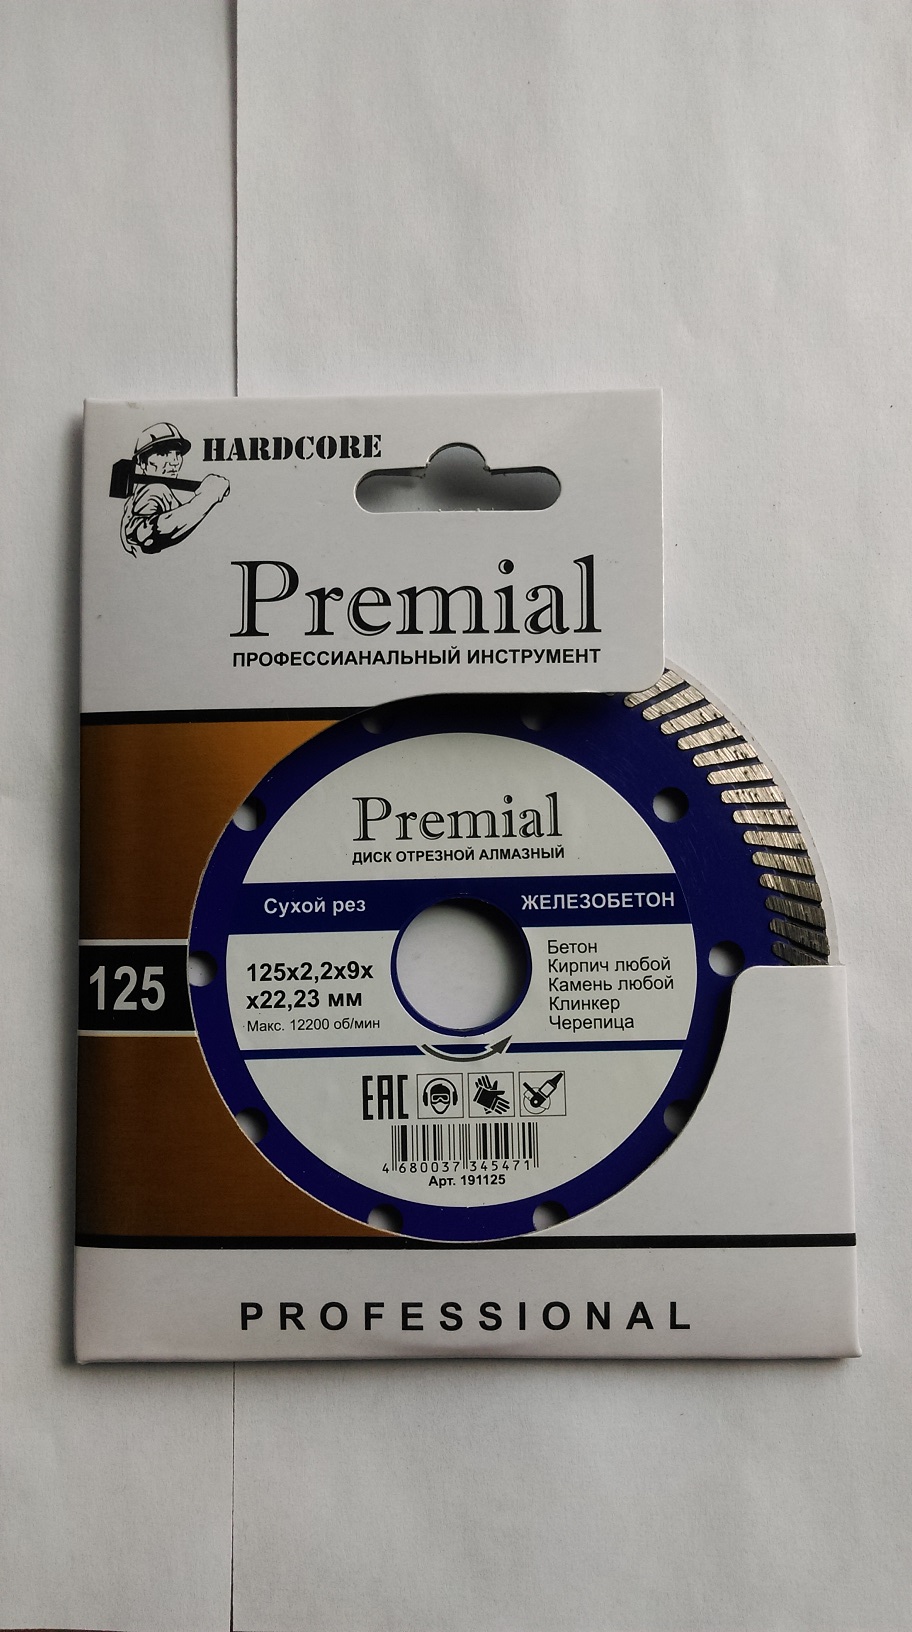 HARDCORE
Premial
ПРОФЕССИАНАЛЬНЫЙ ИНСТРУМЕНТ
Premial
ДИСК ОТРЕЗНОЙ АЛМАЗНЫЙ
Сухой рез
ЖЕЛЕЗОБЕТОН
125
125x2,2x9x
x22,23 мм
Макс. 12200 об/мин
Бетон
Кирпич любой
Камень любой
Клинкер
Черепица
EAC
4 680037 345471
Арт. 191125
PROFESSIONAL